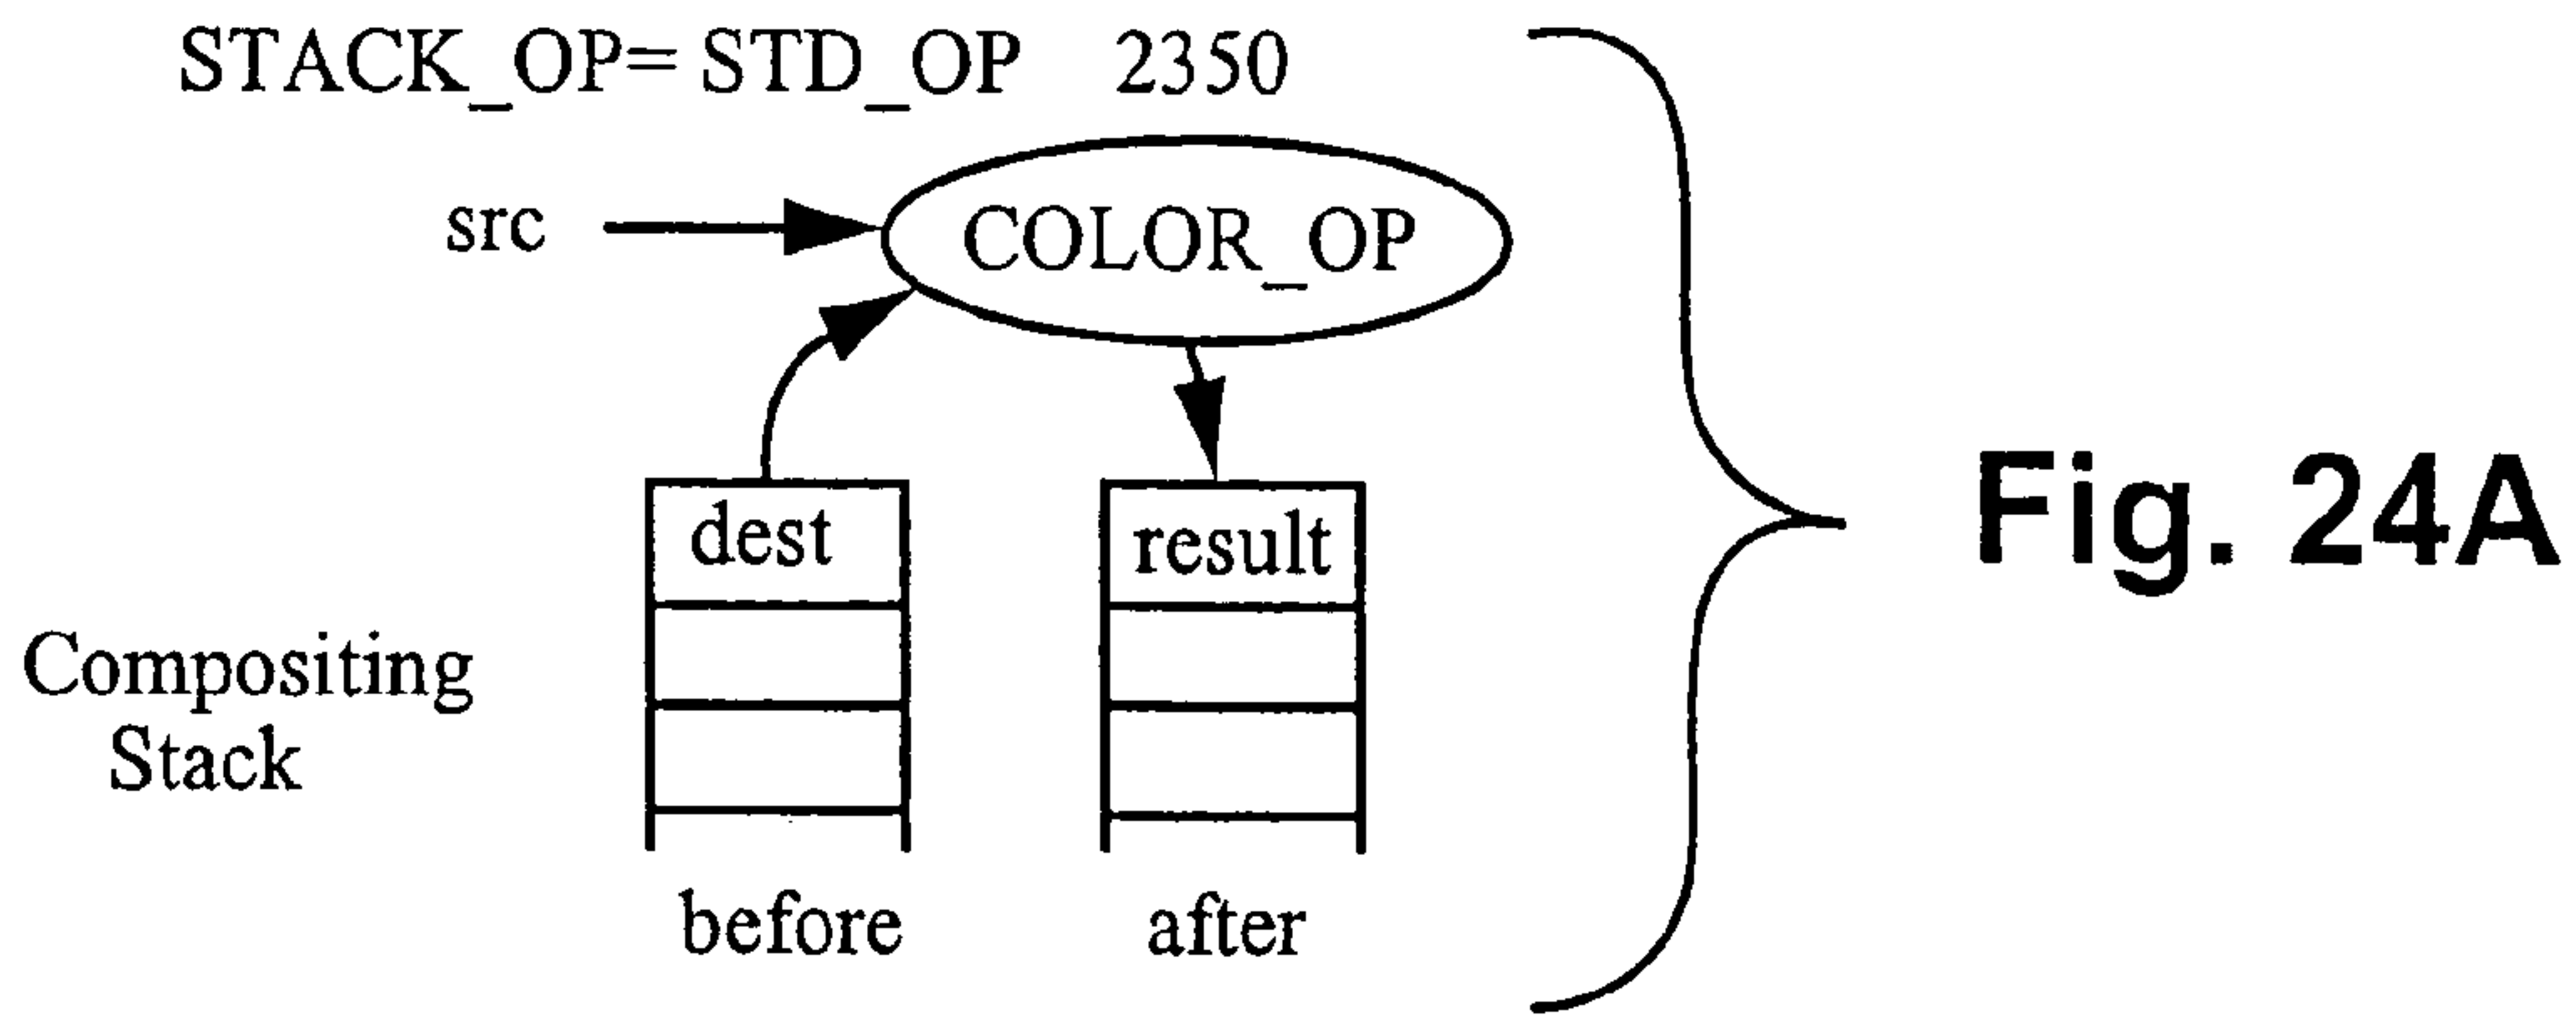 STACK_OP= STD_OP 2350
src
COLOR_OP
dest
result
Compositing
Stack
before
after
Fig. 24A